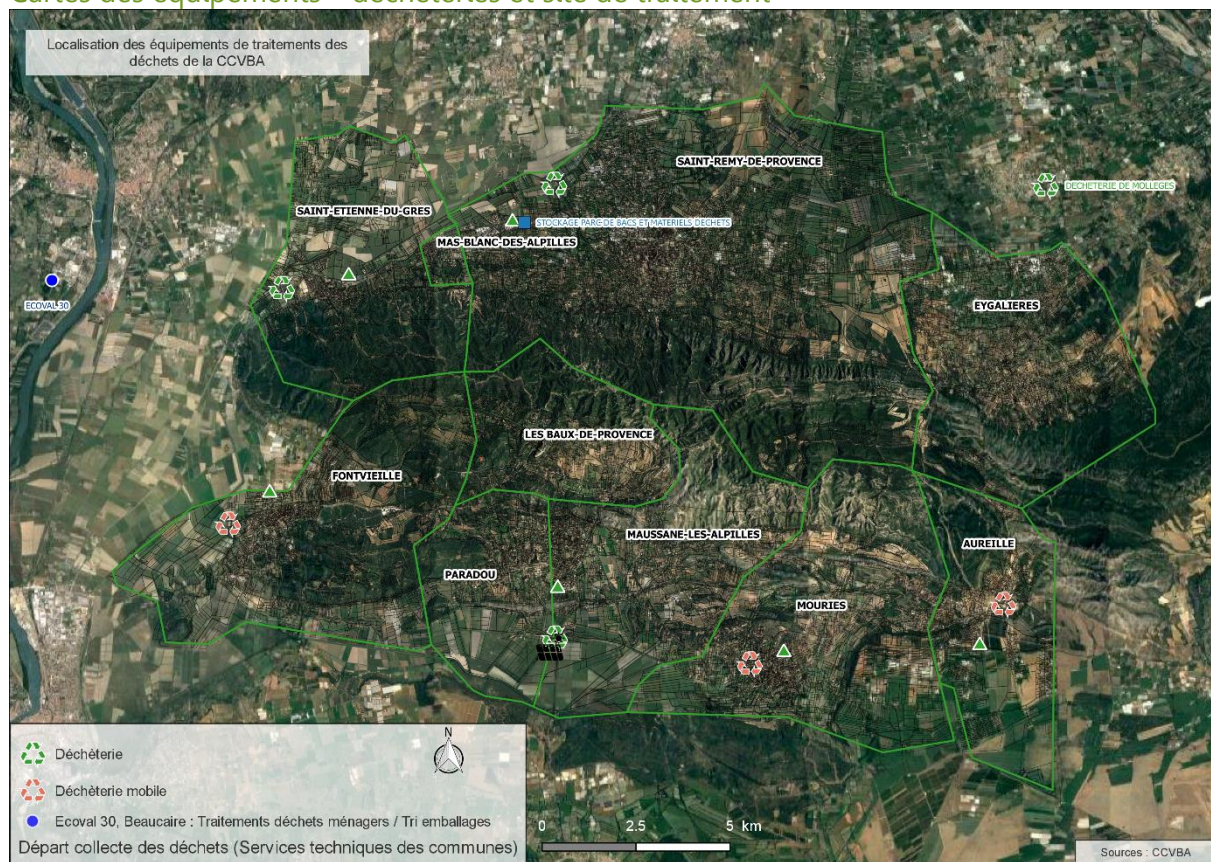 Cartes des équipements – déchèteries et site de traitement
Localisation des équipements de traitements des
déchets de la CCVBA
SAINT-REMY-DE-PROVENCE
DECHETERIE DE MOLLEGES
SAINT-ETIENNE-DU-GRES
STOCKAGE PARC DE BACS ET MATERIELS DECHETS
MAS-BLANC-DES-ALPILLES
ECOVAL 30
EYGALIERES
LES BAUX-DE-PROVENCE
FONTVIEILLE
MAUSSANE-LES-ALPILLES
AUREILLE
PARADOU
MOURIES
N
Déchèterie
Déchèterie mobile
Ecoval 30, Beaucaire : Traitements déchets ménagers / Tri emballages
Départ collecte des déchets (Services techniques des communes)
0 2.5 5 km
Sources : CCVBA